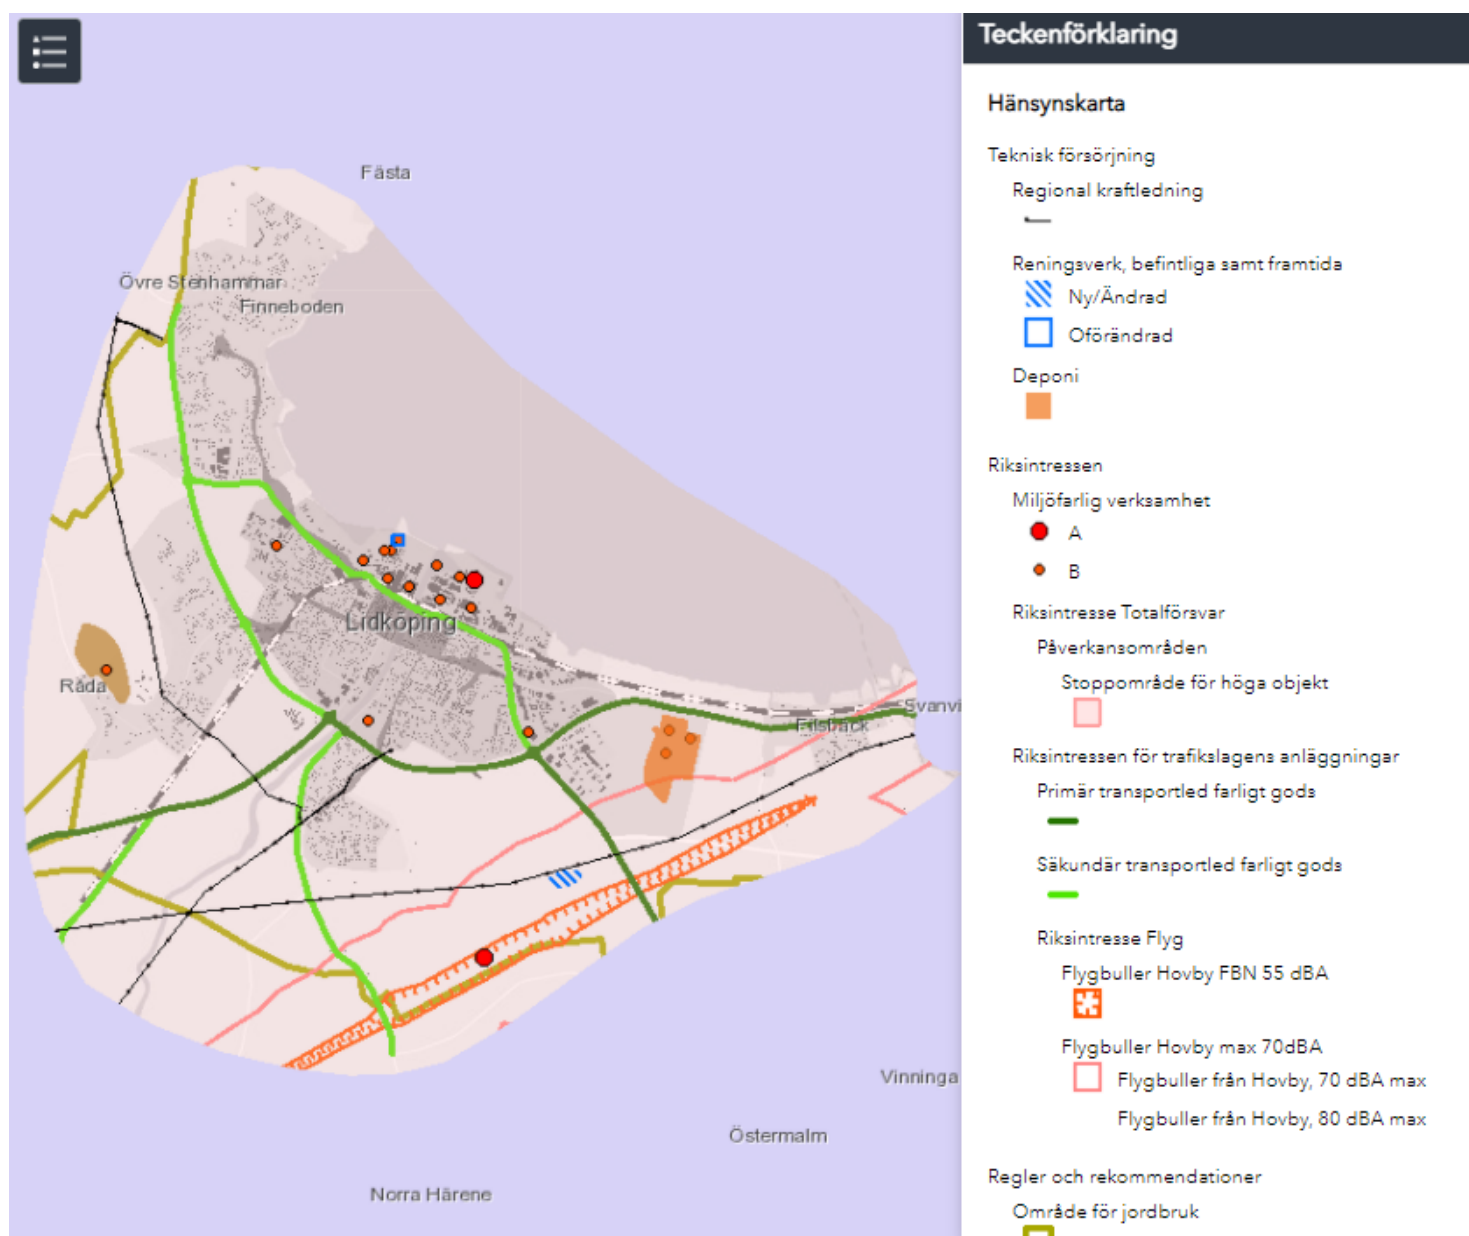 Teckenförklaring
Hänsynskarta
Teknisk försörjning
Regional kraftledning
Reningsverk, befintliga samt framtida
Ny/Ändrad
Oförändrad
Deponi
Riksintressen
Miljöfarlig verksamhet
A
B
Riksintresse Totalförsvar
Påverkansområden
Stoppområde för höga objekt
Riksintressen för trafikslagens anläggningar
Primär transportled farligt gods
Säkundär transportled farligt gods
Riksintresse Flyg
Flygbuller Hovby FBN 55 dBA
Flygbuller Hovby max 70dBA
Flygbuller från Hovby, 70 dBA max
Flygbuller från Hovby, 80 dBA max
Regler och rekommendationer
Område för jordbruk
Fåsta
Övre Stenhammar
Finneboden
Lidköping
Råda
Svanvi
Filsbäck
Vinninga
Östermalm
Norra Härene